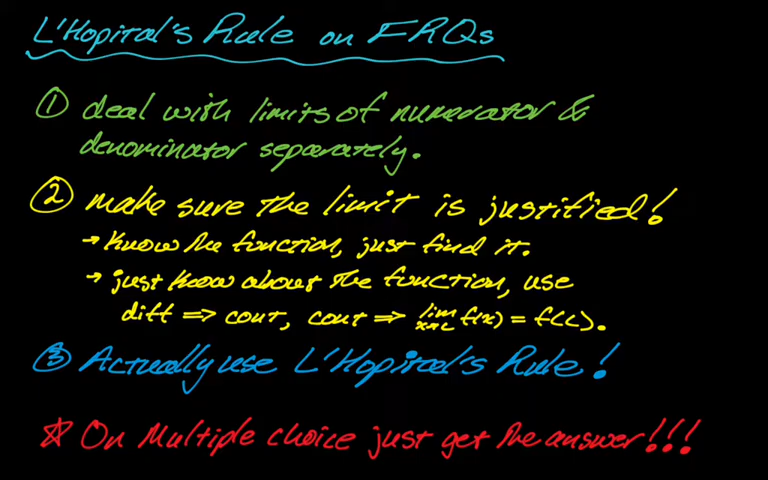 L'Hopital's Rule on FRQs
① deal with limits of numerator &
denominator separately.
② make sure the limit is justified!
→ know the function, just find it.
→ just know about the function, use
diff ⇒ cont, cont ⇒ lim x→c f(x) = f(c).
③ Actually use L'Hopital's Rule!
☆ On Multiple choice just get the answer!!!